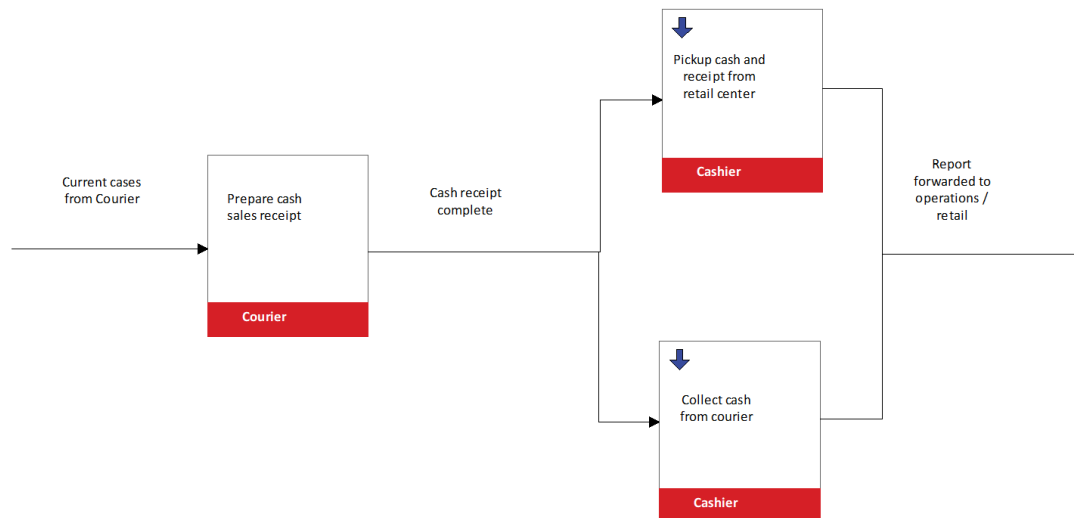 Current cases
from Courier
Prepare cash
sales receipt
Courier
Cash receipt
complete
Pickup cash and
receipt from
retail center
Cashier
Collect cash
from courier
Cashier
Report
forwarded to
operations /
retail